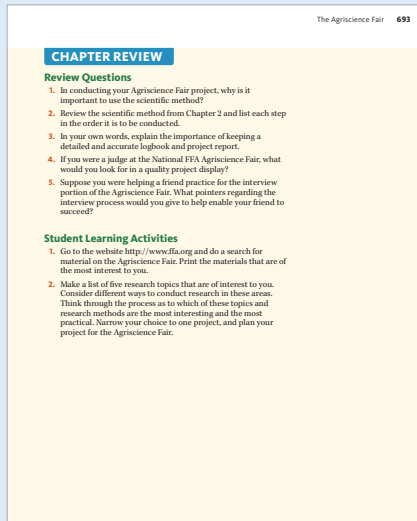 The Agriscience Fair 693
CHAPTER REVIEW
Review Questions
1. In conducting your Agriscience Fair project, why is it
important to use the scientific method?
2. Review the scientific method from Chapter 2 and list each step
in the order it is to be conducted.
3. In your own words, explain the importance of keeping a
detailed and accurate logbook and project report.
4. If you were a judge at the National FFA Agriscience Fair, what
would you look for in a quality project display?
5. Suppose you were helping a friend practice for the interview
portion of the Agriscience Fair. What pointers regarding the
interview process would you give to help enable your friend to
succeed?
Student Learning Activities
1. Go to the website http://www.ffa.org and do a search for
material on the Agriscience Fair. Print the materials that are of
the most interest to you.
2. Make a list of five research topics that are of interest to you.
Consider different ways to conduct research in these areas.
Think through the process as to which of these topics and
research methods are the most interesting and the most
practical. Narrow your choice to one project, and plan your
project for the Agriscience Fair.